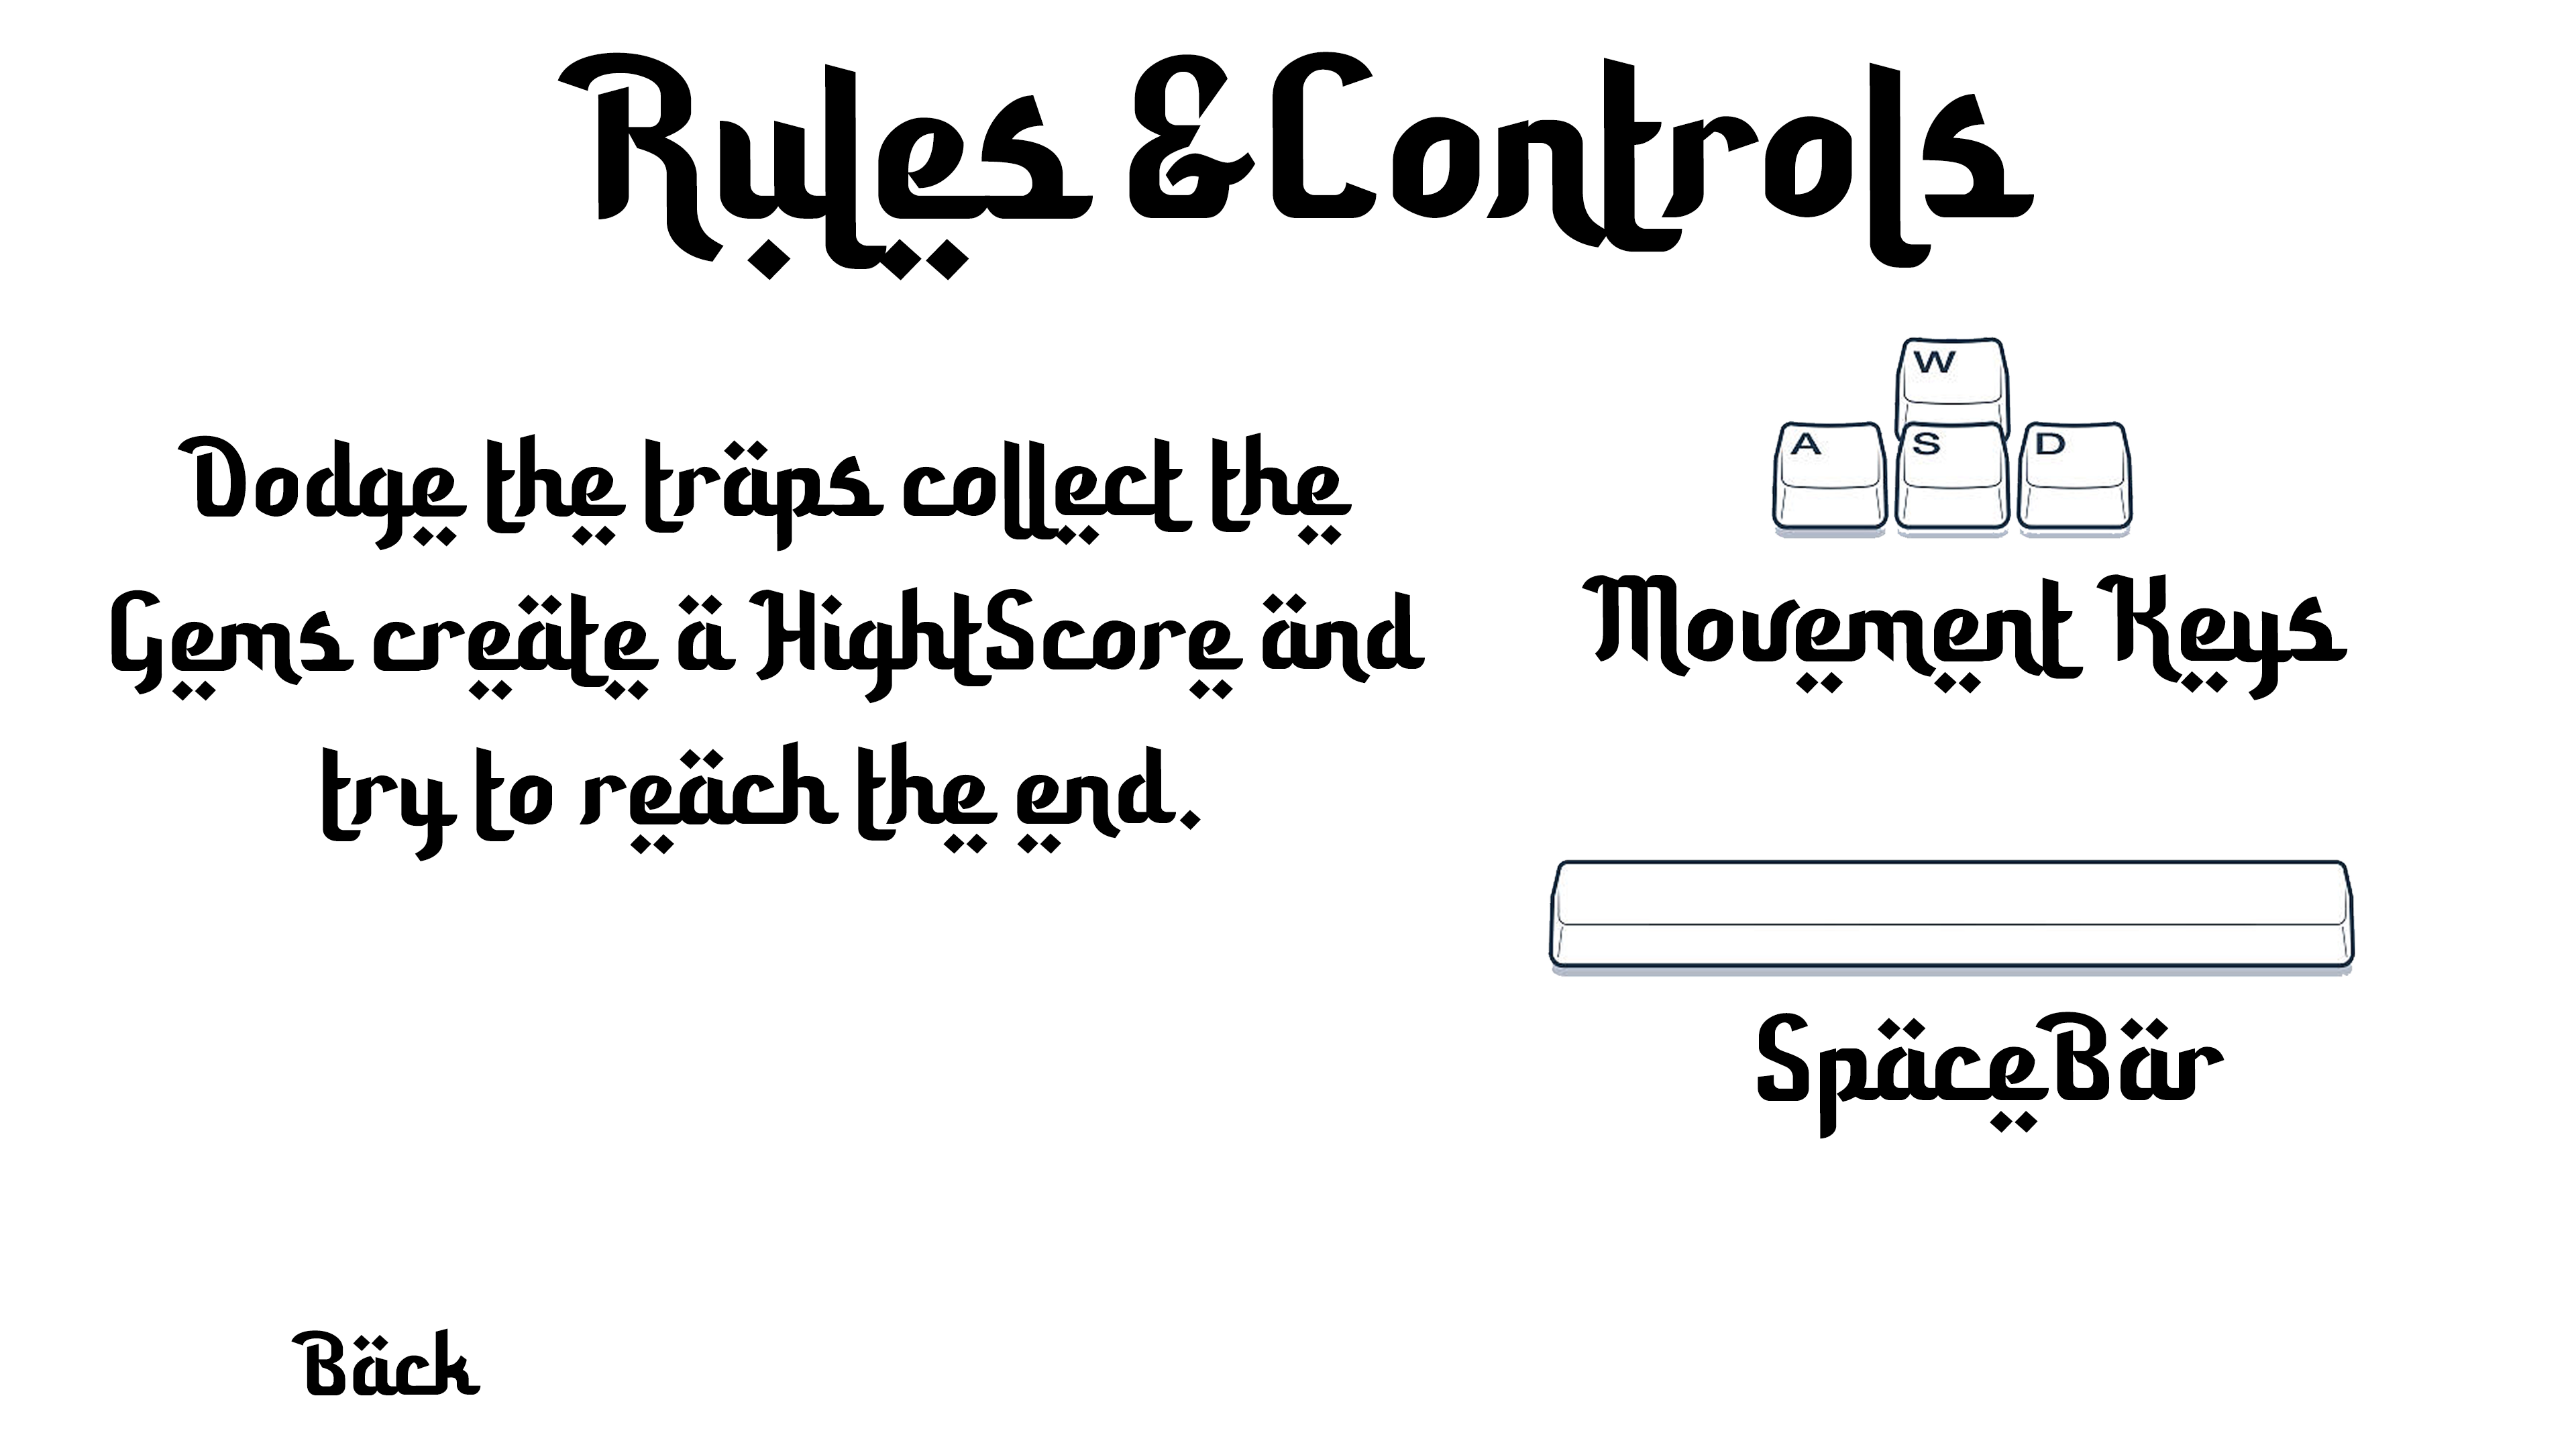 Rules & Controls
Dodge the traps collect the
Gems create a HightScore and
try to reach the end.
W
A S D
Movement Keys
SpaceBar
Back